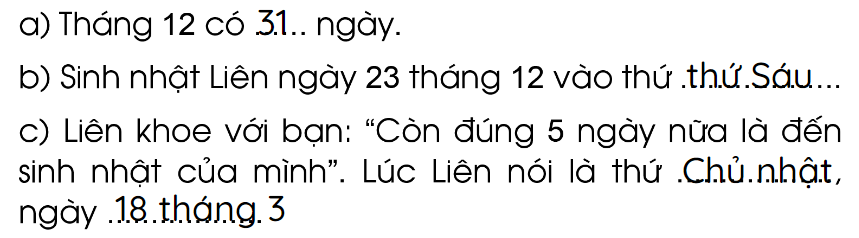 a) Tháng 12 có .31.. ngày.
b) Sinh nhật Liên ngày 23 tháng 12 vào thứ .thứ.Sáu...
c) Liên khoe với bạn: “Còn đúng 5 ngày nữa là đến
sinh nhật của mình”. Lúc Liên nói là thứ .Chủ.nhật.,
ngày .18.tháng. 3